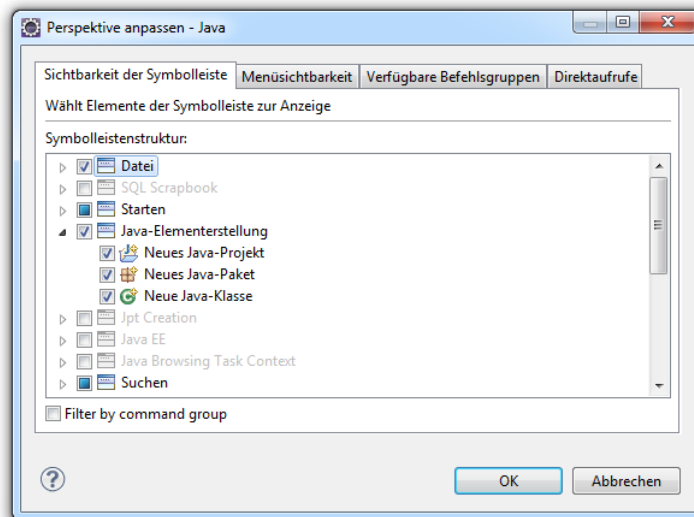 Perspektive anpassen - Java
Sichtbarkeit der Symbolleiste Menüsichtbarkeit Verfügbare Befehlsgruppen Direktaufrufe
Wählt Elemente der Symbolleiste zur Anzeige
Symbolleistenstruktur:
Datei
SQL Scrapbook
Starten
Java-Elementerstellung
Neues Java-Projekt
Neues Java-Paket
Neue Java-Klasse
Jpt Creation
Java EE
Java Browsing Task Context
Suchen
Filter by command group
OK Abbrechen